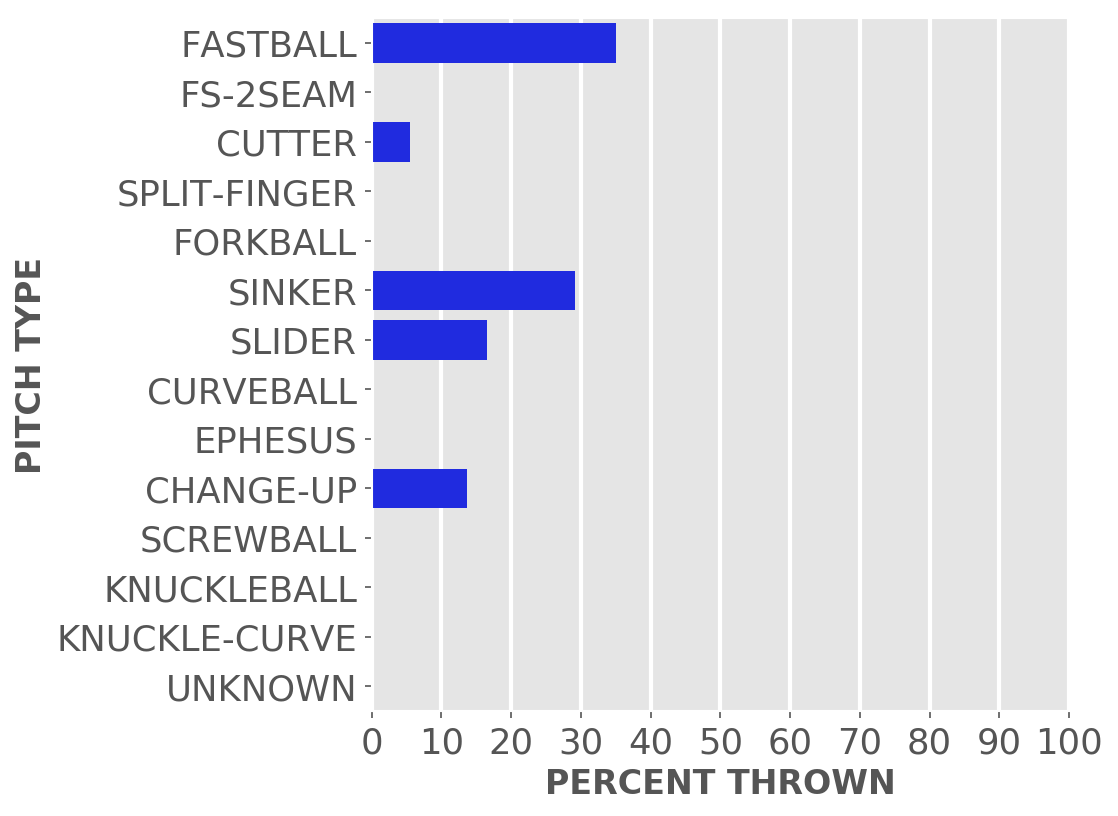 FASTBALL
FS-2SEAM
CUTTER
SPLIT-FINGER
FORKBALL
SINKER
SLIDER
CURVEBALL
EPHESUS
CHANGE-UP
SCREWBALL
KNUCKLEBALL
KNUCKLE-CURVE
UNKNOWN
PITCH TYPE
0 10 20 30 40 50 60 70 80 90 100
PERCENT THROWN